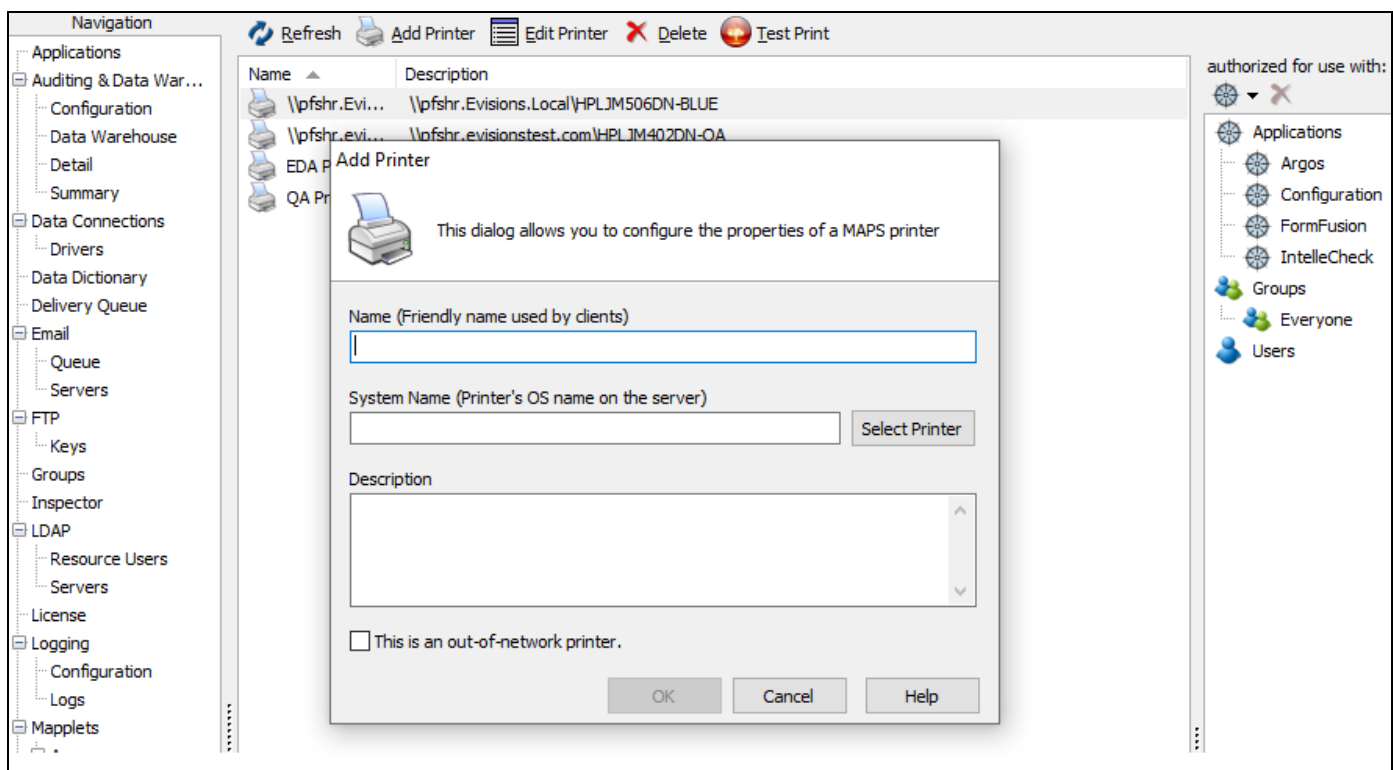 Navigation
Applications
Auditing & Data War...
Configuration
Data Warehouse
Detail
Summary
Data Connections
Drivers
Data Dictionary
Delivery Queue
Email
Queue
Servers
FTP
Keys
Groups
Inspector
LDAP
Resource Users
Servers
License
Logging
Configuration
Logs
Mapplets
Refresh Add Printer Edit Printer Delete Test Print
Name Description
\\pfshr.Evi... \\pfshr.Evisions.Local\HPLJM506DN-BLUE
\\pfshr.evi... \\pfshr.evisionstest.com\HPLJM402DN-QA
EDA P
QA Pr
Add Printer
This dialog allows you to configure the properties of a MAPS printer
Name (Friendly name used by clients)
System Name (Printer's OS name on the server)
Select Printer
Description
This is an out-of-network printer.
OK Cancel Help
authorized for use with:
Applications
Argos
Configuration
FormFusion
IntelleCheck
Groups
Everyone
Users